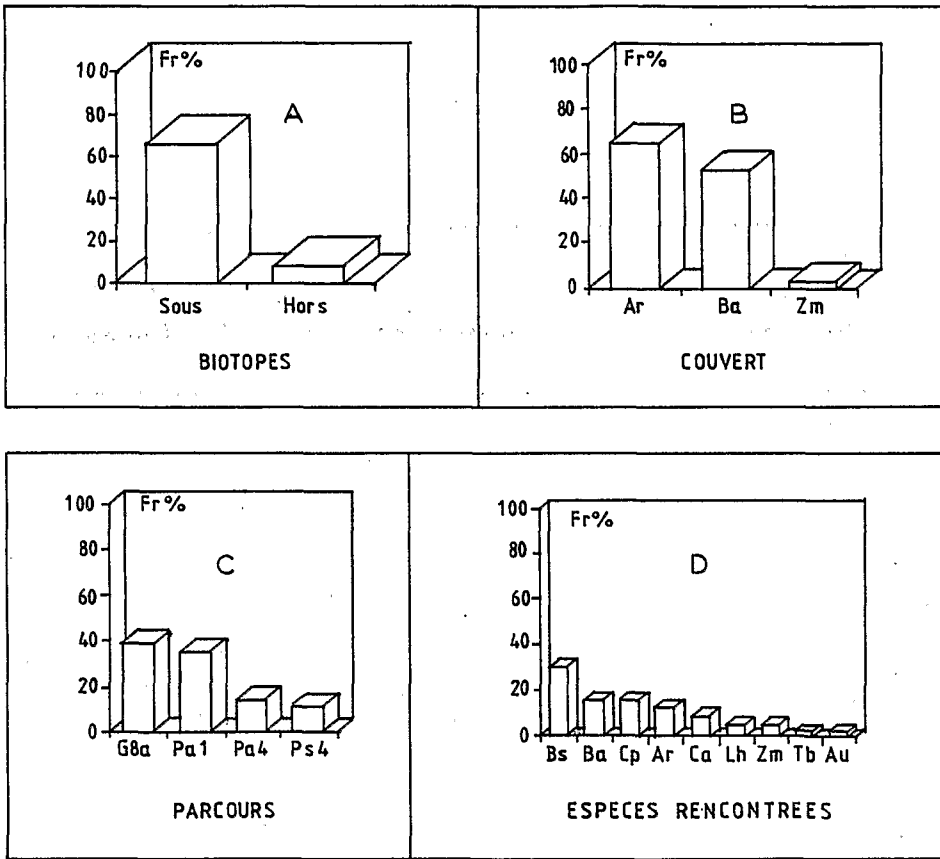 Fr%
A
100
80
60
40
20
0
Sous Hors
BIOTOPES
Fr%
B
100
80
60
40
20
0
Ar Ba Zm
COUVERT
Fr%
C
100
80
60
40
20
0
G8a Pa1 Pa4 Ps4
PARCOURS
Fr%
D
100
80
60
40
20
0
Bs Ba Cp Ar Ca Lh Zm Tb Au
ESPECES RENCONTREES